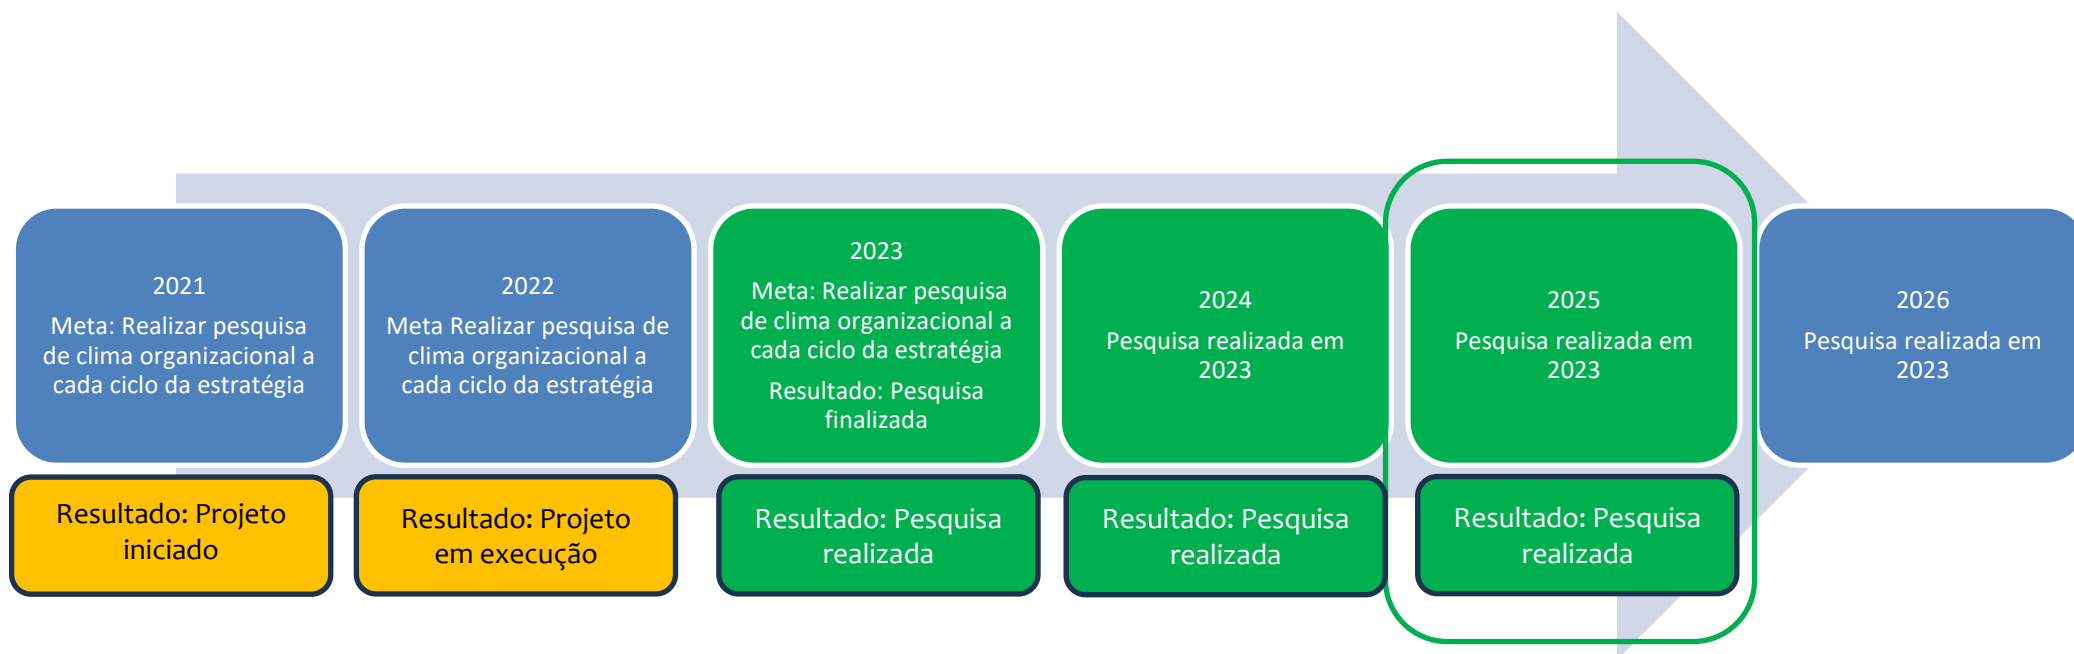 2021
Meta: Realizar pesquisa
de clima organizacional a
cada ciclo da estratégia
Resultado: Projeto
iniciado
2022
Meta Realizar pesquisa de
clima organizacional a
cada ciclo da estratégia
Resultado: Projeto
em execução
2023
Meta: Realizar pesquisa
de clima organizacional a
cada ciclo da estratégia
Resultado: Pesquisa
finalizada
Resultado: Pesquisa
realizada
2024
Pesquisa realizada em
2023
Resultado: Pesquisa
realizada
2025
Pesquisa realizada em
2023
Resultado: Pesquisa
realizada
2026
Pesquisa realizada em
2023